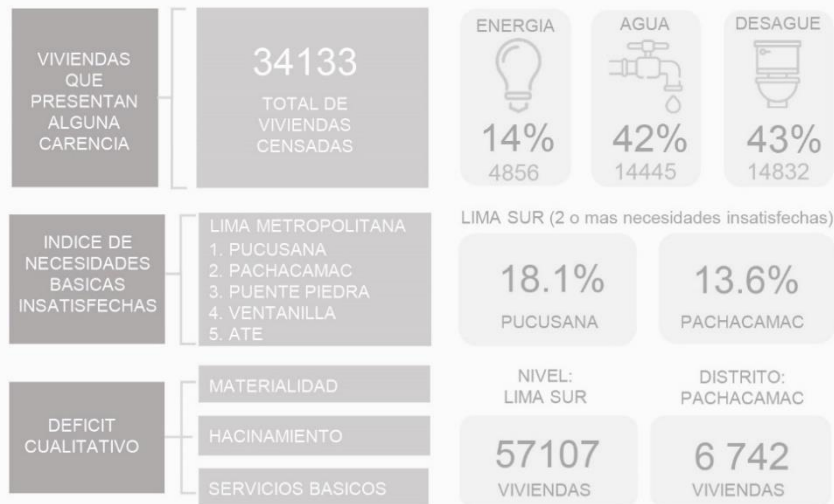 VIVIENDAS
QUE
PRESENTAN
ALGUNA
CARENCIA
34133
TOTAL DE
VIVIENDAS
CENSADAS
ENERGIA
14%
4856
AGUA
42%
14445
DESAGUE
43%
14832
INDICE DE
NECESIDADES
BASICAS
INSATISFECHAS
LIMA METROPOLITANA
1. PUCUSANA
2. PACHACAMAC
3. PUENTE PIEDRA
4. VENTANILLA
5. ATE
LIMA SUR (2 o mas necesidades insatisfechas)
18.1%
PUCUSANA
13.6%
PACHACAMAC
DEFICIT
CUALITATIVO
MATERIALIDAD
HACINAMIENTO
SERVICIOS BASICOS
NIVEL:
LIMA SUR
57107
VIVIENDAS
DISTRITO:
PACHACAMAC
6 742
VIVIENDAS